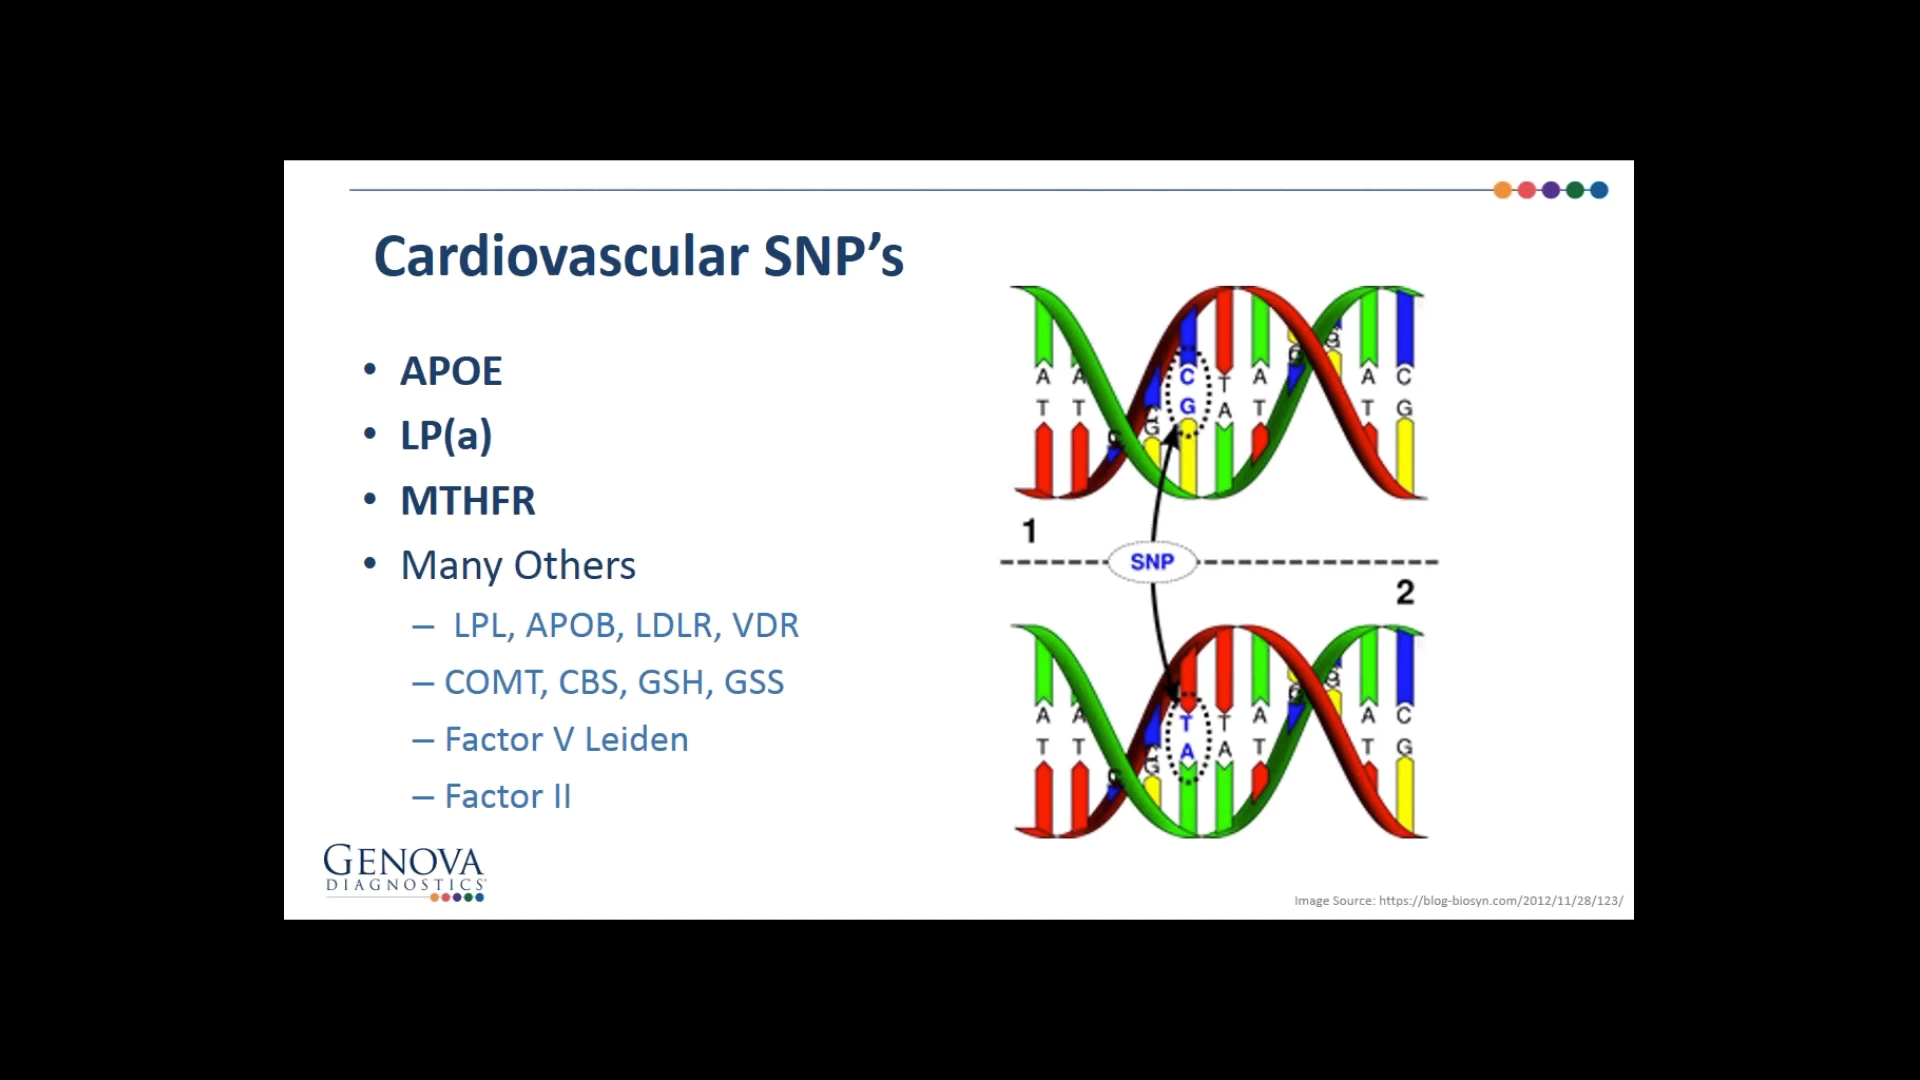 Cardiovascular SNP’s
• APOE
• LP(a)
• MTHFR
• Many Others
– LPL, APOB, LDLR, VDR
– COMT, CBS, GSH, GSS
– Factor V Leiden
– Factor II
A A C T A A C
T T G G A T T G
1
SNP
2
A A T T A A C
T T G A A T T G
GENOVA
DIAGNOSTICS
Image Source: https://blog-biosyn.com/2012/11/28/123/